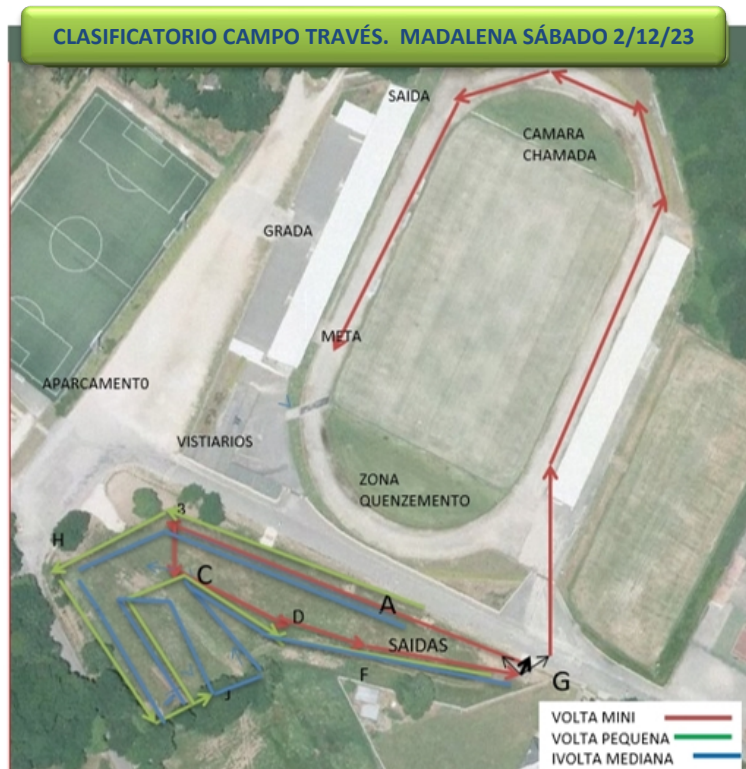 CLASIFICATORIO CAMPO TRAVÉS. MADALENA SÁBADO 2/12/23
SAIDA
CAMARA
CHAMADA
GRADA
META
APARCAMENTO
VISTIARIOS
ZONA
QUENZEMENTO
3
H
C
A
D
SAIDAS
F
G
J
VOLTA MINI
VOLTA PEQUENA
IVOLTA MEDIANA